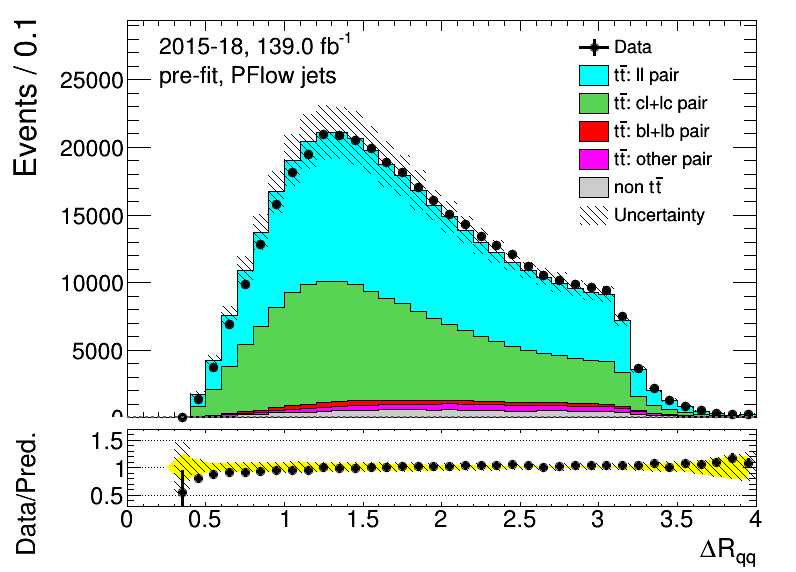 Events / 0.1
2015-18, 139.0 fb⁻¹
pre-fit, PFlow jets
Data
tt̄: ll pair
tt̄: cl+lc pair
tt̄: bl+lb pair
tt̄: other pair
non tt̄
Uncertainty
25000
20000
15000
10000
5000
0
Data/Pred.
1.5
1
0.5
0 0.5 1 1.5 2 2.5 3 3.5 4
ΔR_qq